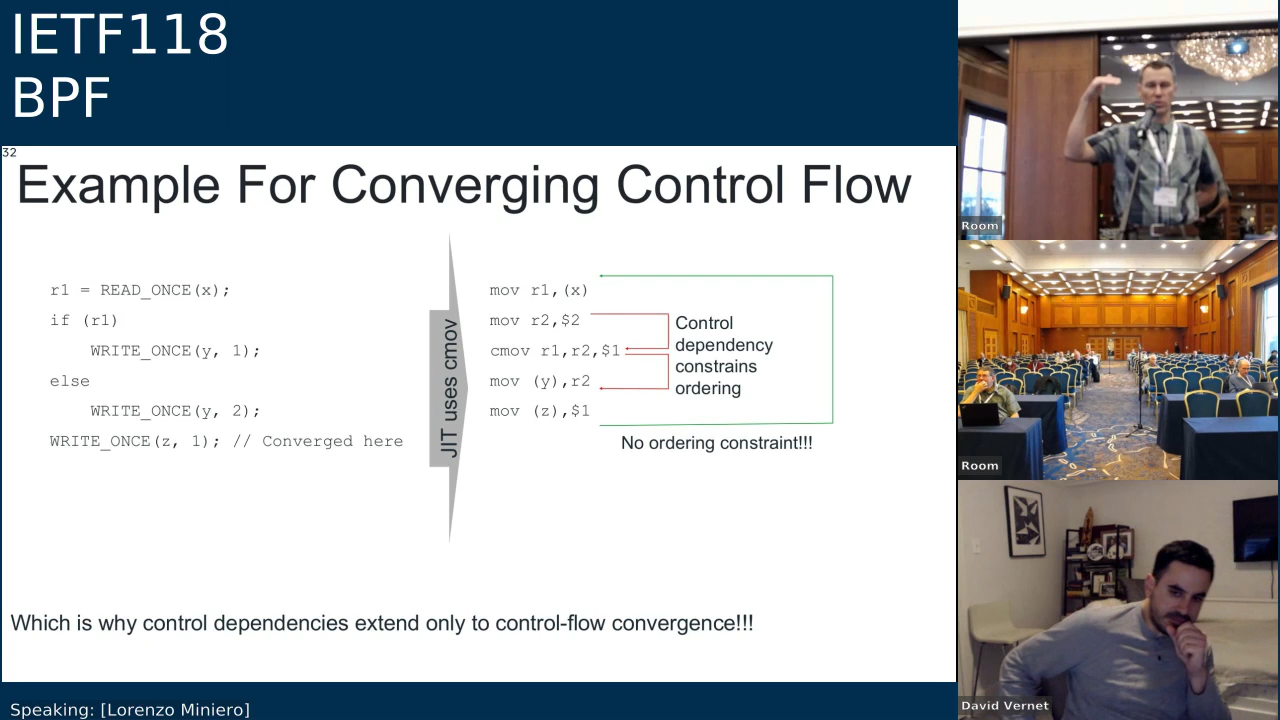 IETF118
BPF
32
Example For Converging Control Flow
r1 = READ_ONCE(x);
if (r1)
WRITE_ONCE(y, 1);
else
WRITE_ONCE(y, 2);
WRITE_ONCE(z, 1); // Converged here
JIT uses cmov
mov r1,(x)
mov r2,$2
cmov r1,r2,$1
mov (y),r2
mov (z),$1
Control
dependency
constrains
ordering
No ordering constraint!!!
Which is why control dependencies extend only to control-flow convergence!!!
Speaking: [Lorenzo Miniero]
Room
Room
David Vernet